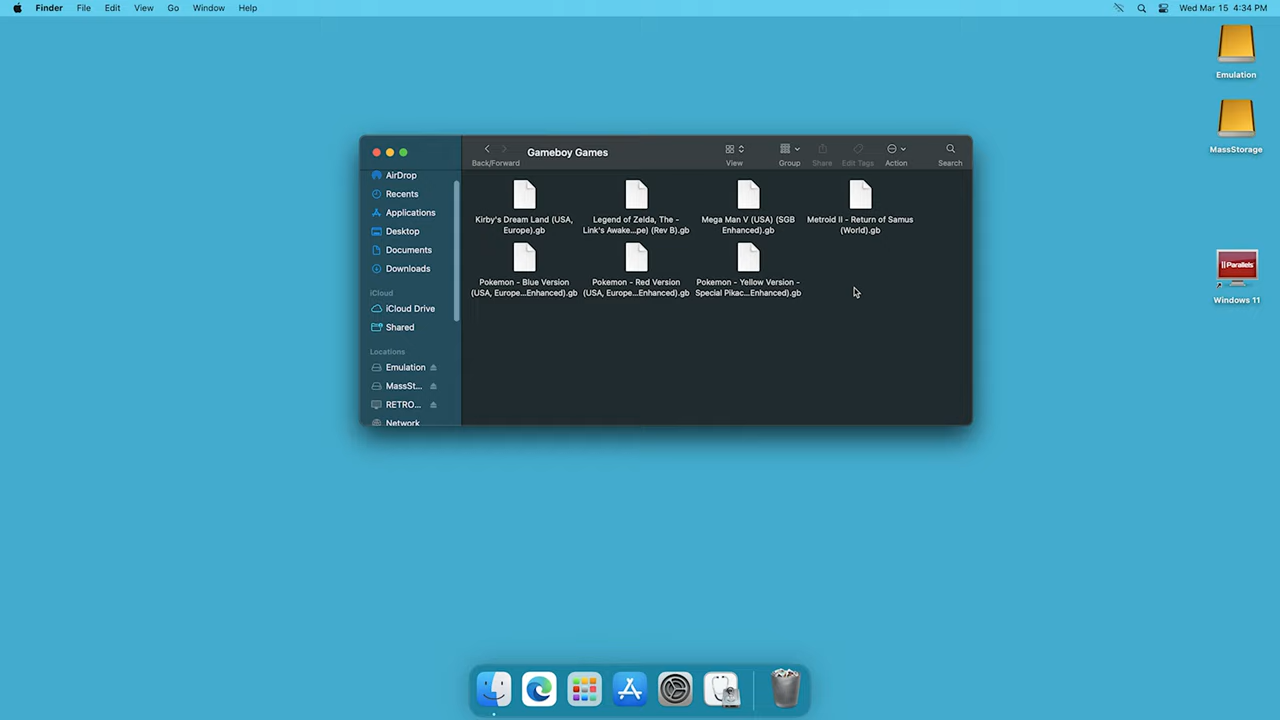 Finder File Edit View Go Window Help Wed Mar 15 4:34 PM
Emulation
MassStorage
Parallels
Windows 11
Gameboy Games
Back/Forward View Group Share Edit Tags Action Search
AirDrop
Recents
Applications
Desktop
Documents
Downloads
iCloud
iCloud Drive
Shared
Locations
Emulation
MassSt...
RETRO...
Network
Kirby's Dream Land (USA,
Europe).gb
Legend of Zelda, The -
Link's Awake...pe) (Rev B).gb
Mega Man V (USA) (SGB
Enhanced).gb
Metroid II - Return of Samus
(World).gb
Pokemon - Blue Version
(USA, Europe...Enhanced).gb
Pokemon - Red Version
(USA, Europe...Enhanced).gb
Pokemon - Yellow Version -
Special Pikac...Enhanced).gb